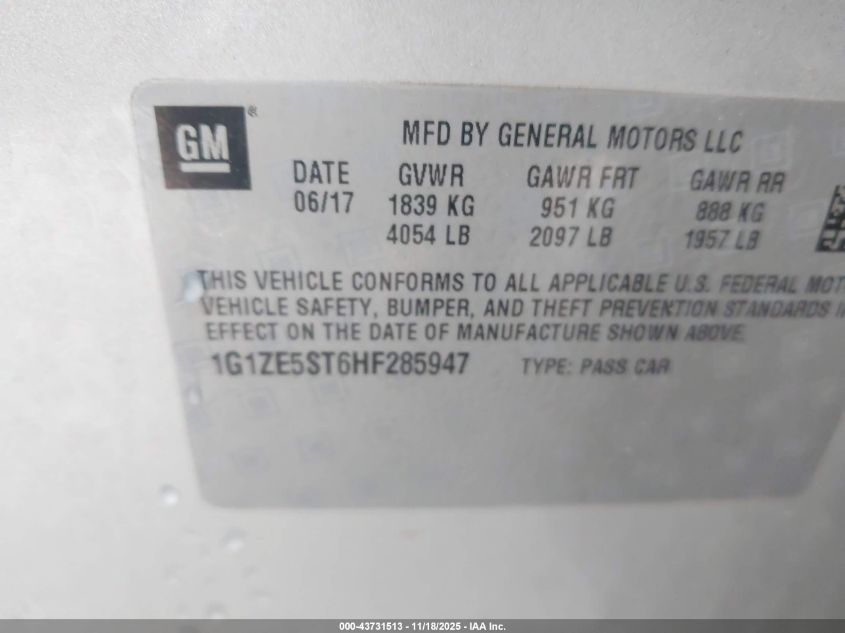 GM ®
MFD BY GENERAL MOTORS LLC
DATE GVWR GAWR FRT GAWR RR
06/17 1839 KG 951 KG 888 KG
4054 LB 2097 LB 1957 LB
THIS VEHICLE CONFORMS TO ALL APPLICABLE U.S. FEDERAL MOT
VEHICLE SAFETY, BUMPER, AND THEFT PREVENTION STANDARDS I
EFFECT ON THE DATE OF MANUFACTURE SHOWN ABOVE.
1G1ZE5ST6HF285947 TYPE: PASS CAR
000-43731513 - 11/18/2025 - IAA Inc.